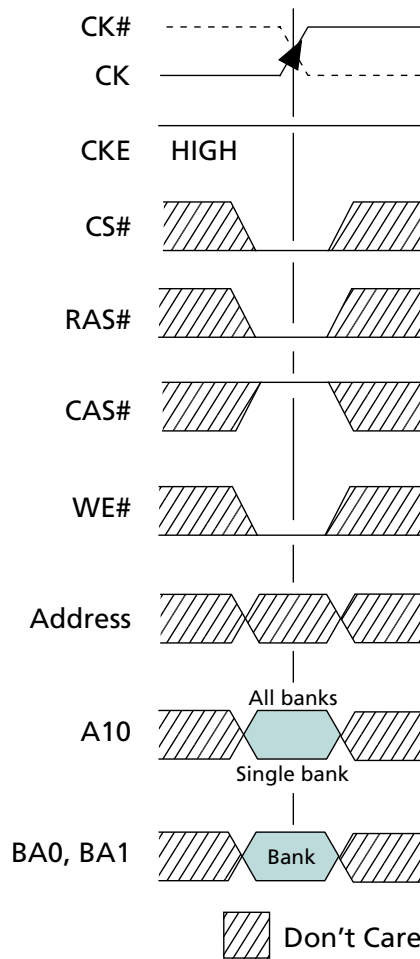 CK#
CK
CKE HIGH
CS#
RAS#
CAS#
WE#
Address
All banks
A10
Single bank
BA0, BA1 Bank
Don't Care